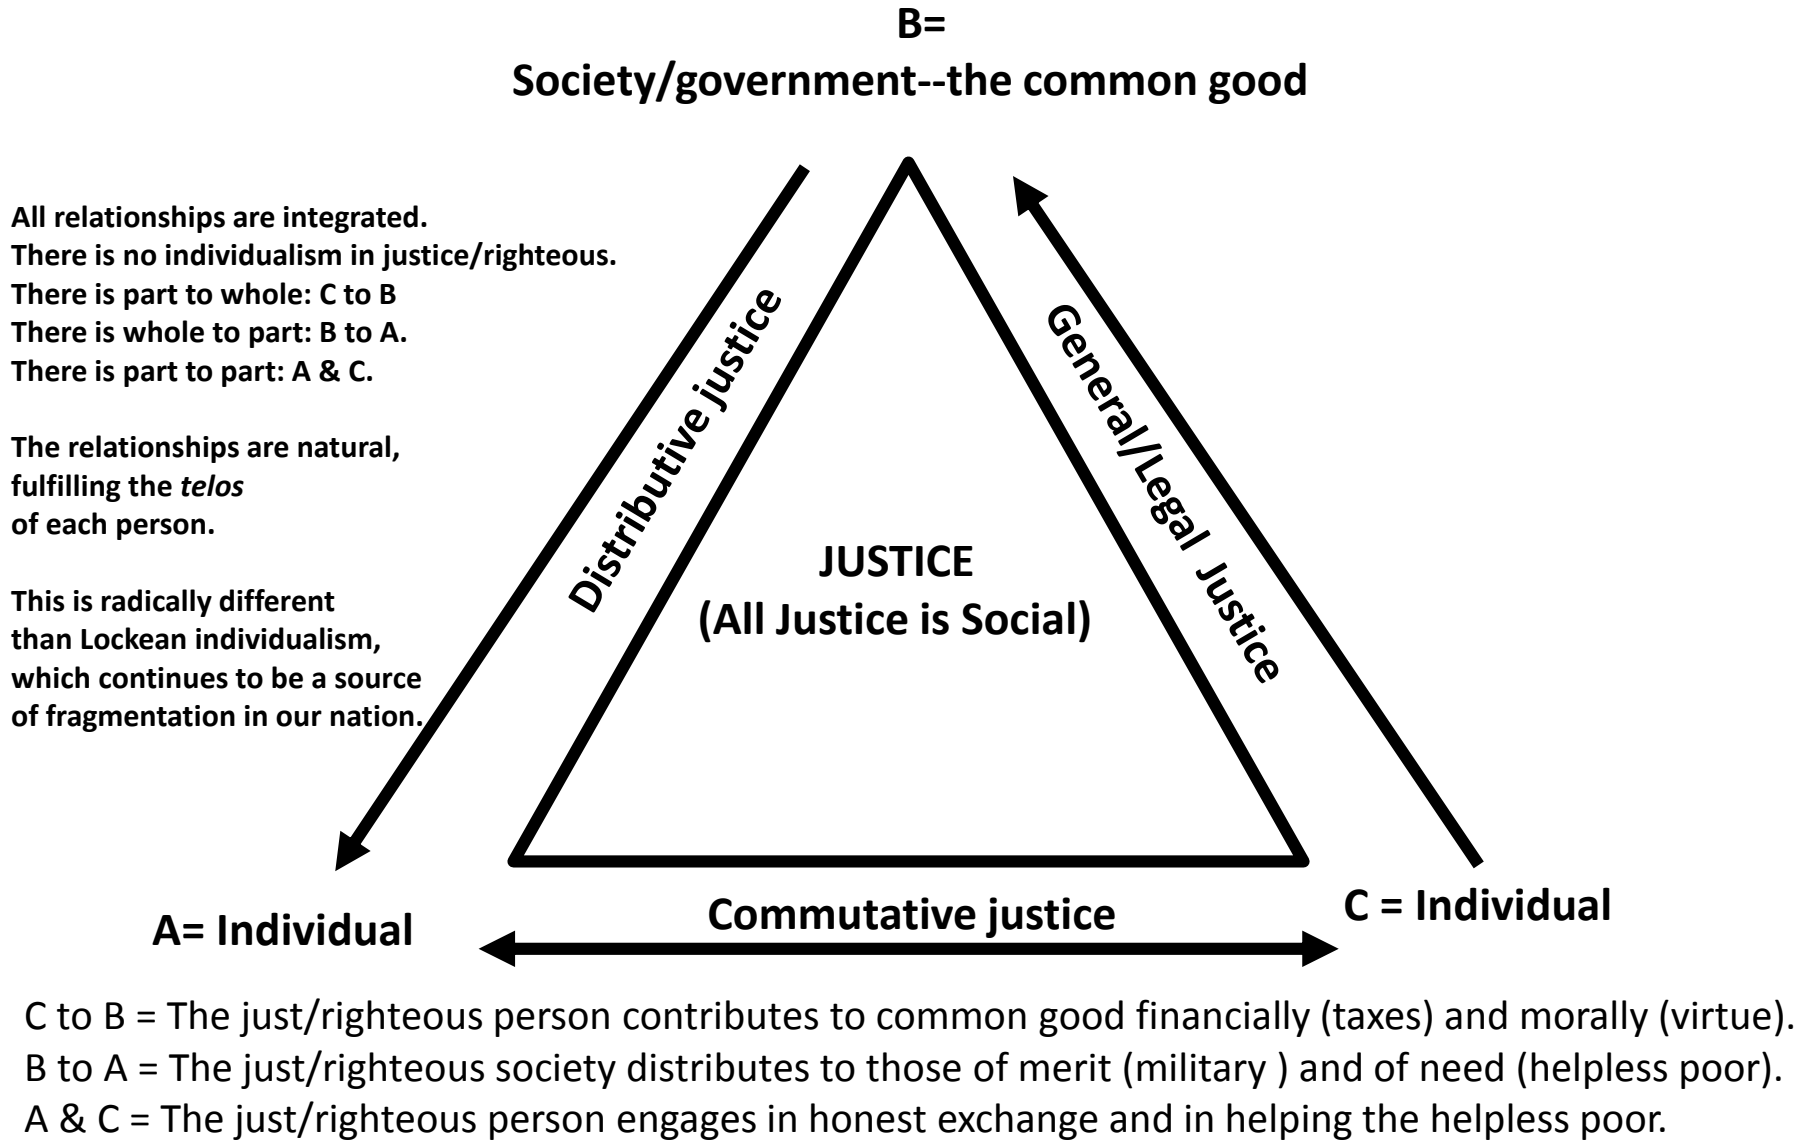 B=
Society/government--the common good
All relationships are integrated.
There is no individualism in justice/righteous.
There is part to whole: C to B
There is whole to part: B to A.
There is part to part: A & C.
The relationships are natural,
fulfilling the telos
of each person.
This is radically different
than Lockean individualism,
which continues to be a source
of fragmentation in our nation.
Distributive justice
General/Legal Justice
JUSTICE
(All Justice is Social)
A= Individual
Commutative justice
C = Individual
C to B = The just/righteous person contributes to common good financially (taxes) and morally (virtue).
B to A = The just/righteous society distributes to those of merit (military ) and of need (helpless poor).
A & C = The just/righteous person engages in honest exchange and in helping the helpless poor.